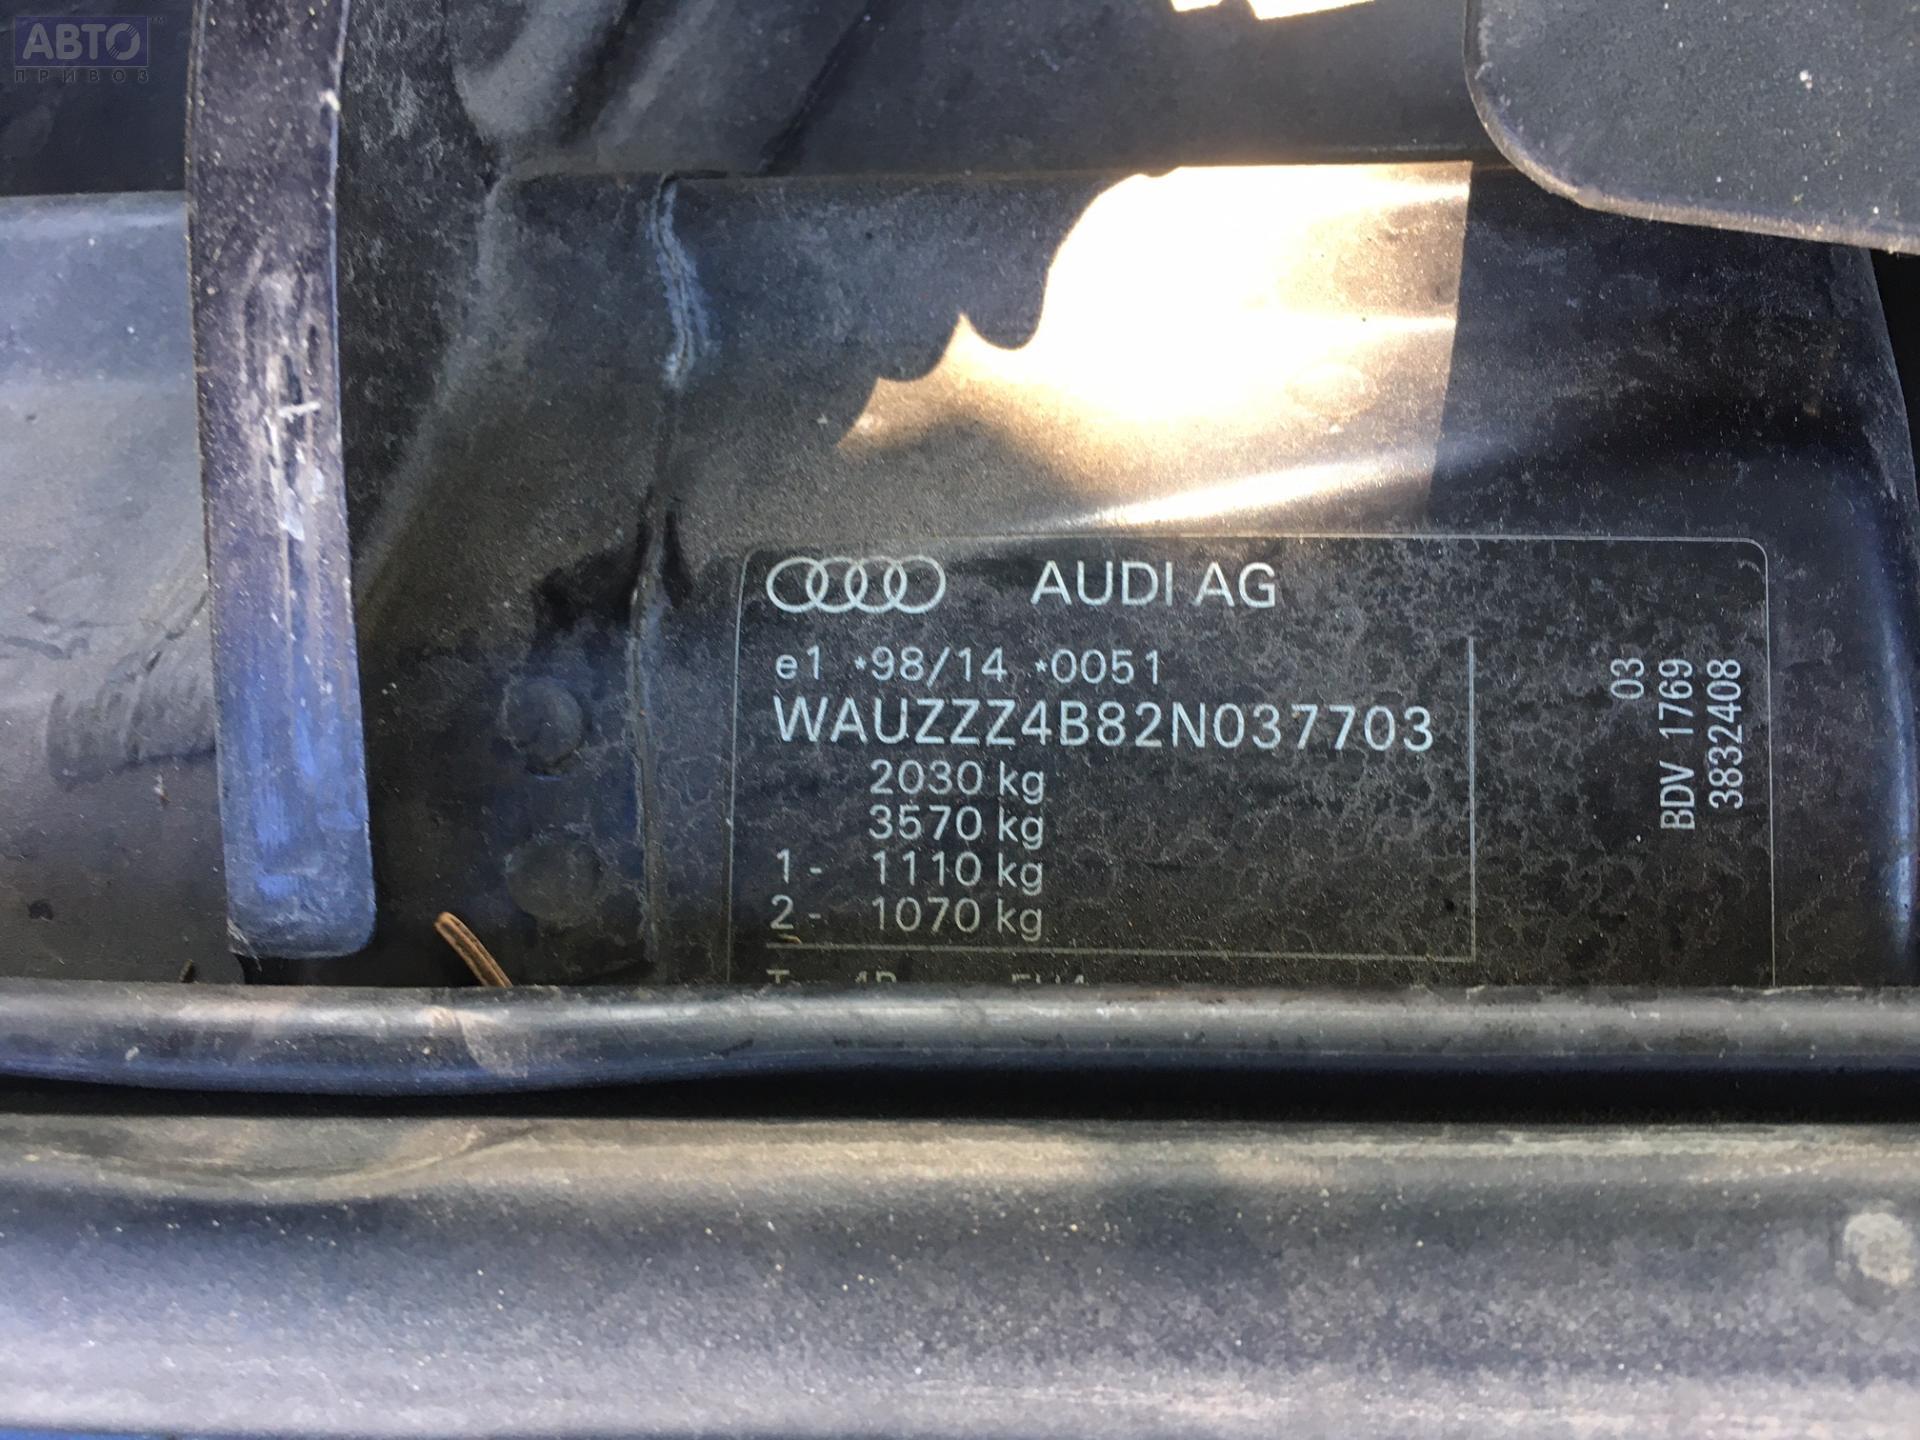 АВТО™
ПРИВОЗ
AUDI AG
e1 *98/14 *0051
WAUZZZ4B82N037703
2030 kg
3570 kg
1- 1110 kg
2- 1070 kg
03
BDV 1769
3832408